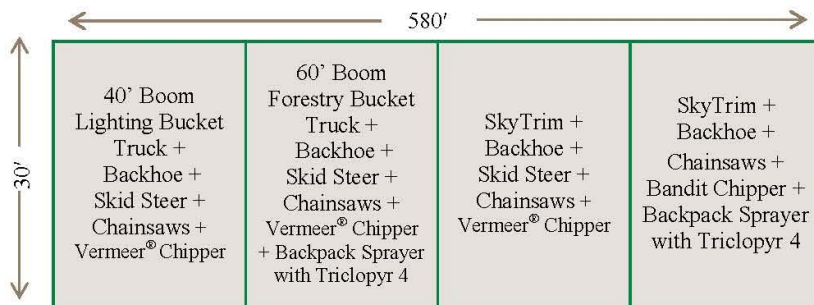 580'
30'
40’ Boom
Lighting Bucket
Truck +
Backhoe +
Skid Steer +
Chainsaws +
Vermeer® Chipper
60’ Boom
Forestry Bucket
Truck +
Backhoe +
Skid Steer +
Chainsaws +
Vermeer® Chipper
+ Backpack Sprayer
with Triclopyr 4
SkyTrim +
Backhoe +
Skid Steer +
Chainsaws +
Vermeer® Chipper
SkyTrim +
Backhoe +
Chainsaws +
Bandit Chipper +
Backpack Sprayer
with Triclopyr 4